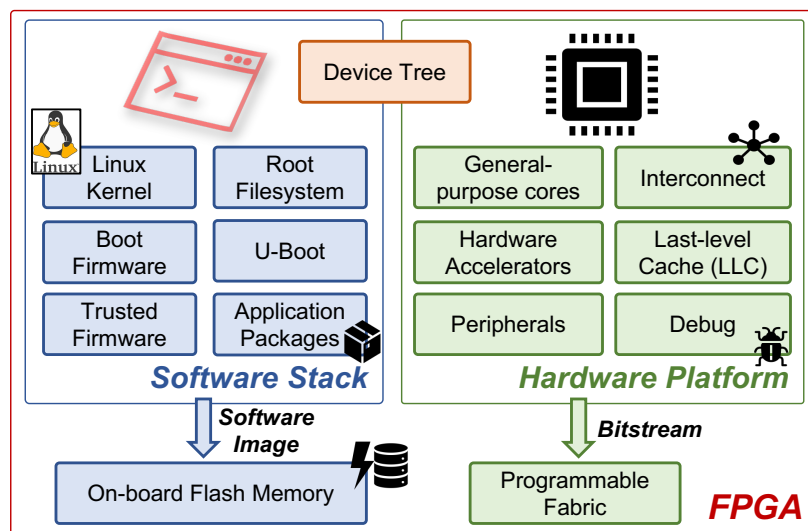 Device Tree
Linux
Linux
Kernel
Root
Filesystem
Boot
Firmware
U-Boot
Trusted
Firmware
Application
Packages
Software Stack
General-
purpose cores
Interconnect
Hardware
Accelerators
Last-level
Cache (LLC)
Peripherals
Debug
Hardware Platform
Software
Image
Bitstream
On-board Flash Memory
Programmable
Fabric
FPGA